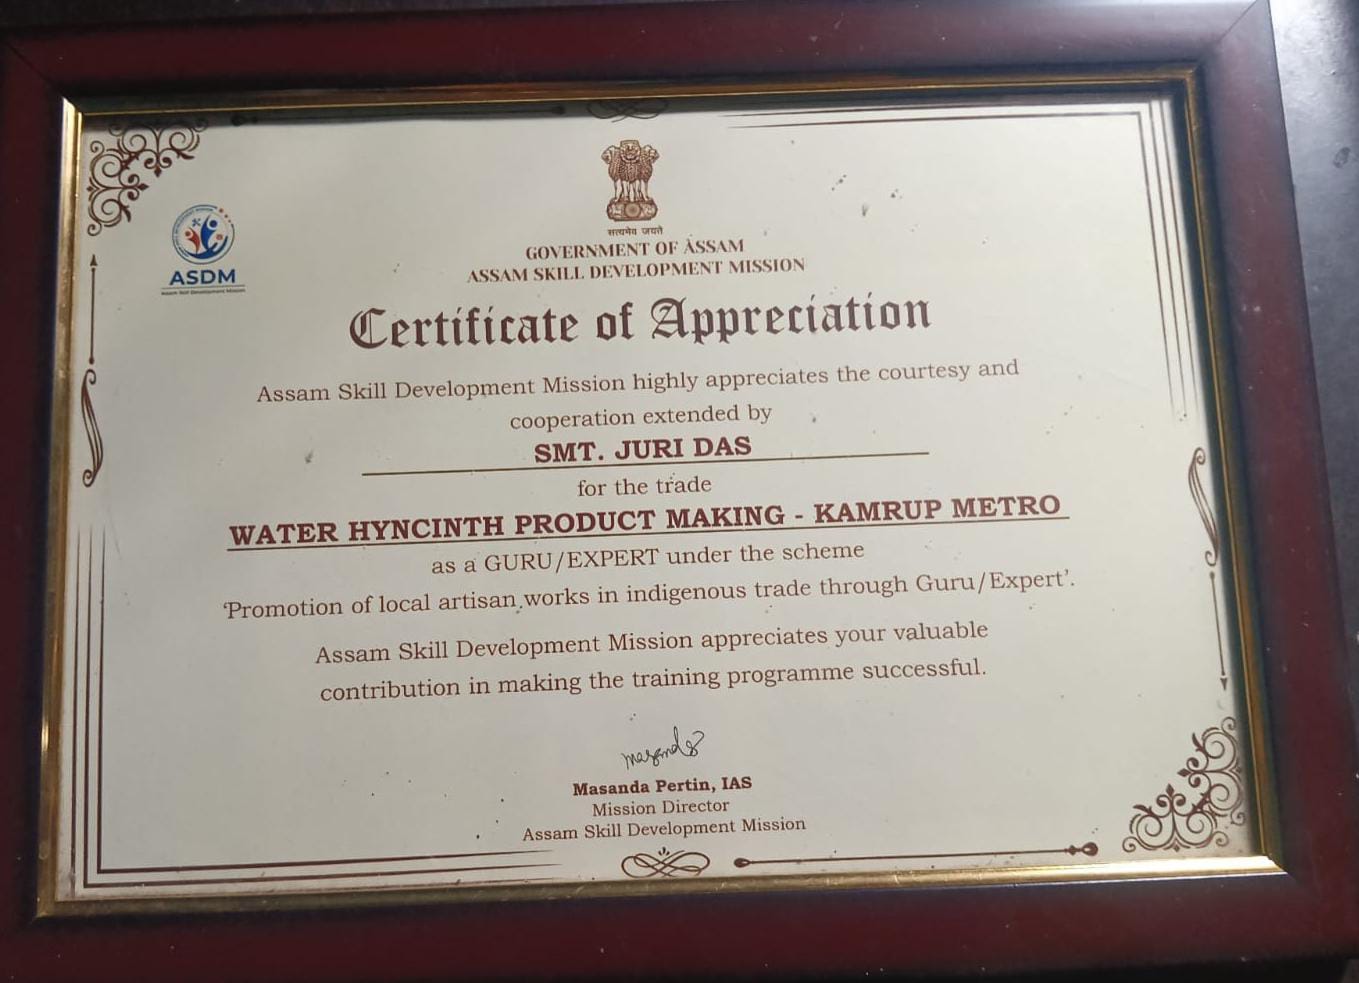 सत्यमेव जयते
GOVERNMENT OF ASSAM
ASSAM SKILL DEVELOPMENT MISSION
ASDM
Assam Skill Development Mission
Certificate of Appreciation
Assam Skill Development Mission highly appreciates the courtesy and
cooperation extended by
SMT. JURI DAS
for the trade
WATER HYNCINTH PRODUCT MAKING - KAMRUP METRO
as a GURU/EXPERT under the scheme
‘Promotion of local artisan works in indigenous trade through Guru/Expert’.
Assam Skill Development Mission appreciates your valuable
contribution in making the training programme successful.
Masanda Pertin, IAS
Mission Director
Assam Skill Development Mission